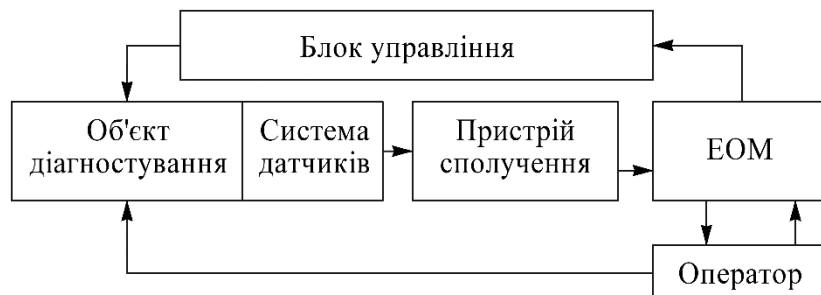 Блок управління
Об'єкт
діагностування
Система
датчиків
Пристрій
сполучення
ЕОМ
Оператор